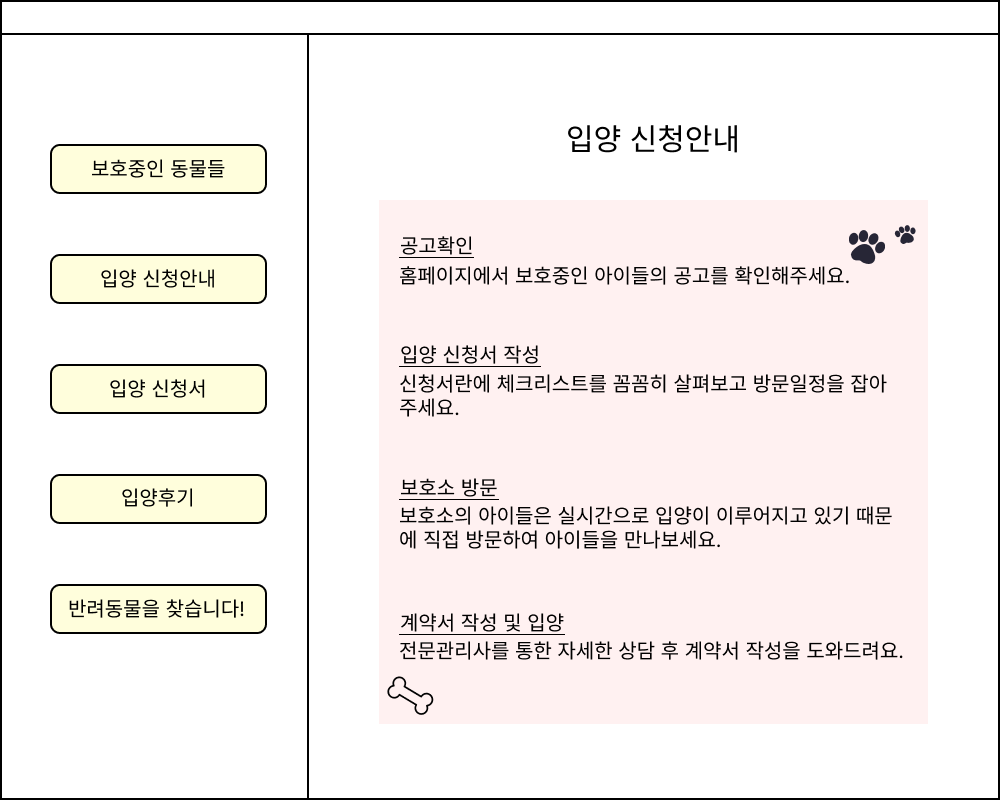 보호중인 동물들
입양 신청안내
입양 신청서
입양후기
반려동물을 찾습니다!
입양 신청안내
공고확인
홈페이지에서 보호중인 아이들의 공고를 확인해주세요.
입양 신청서 작성
신청서란에 체크리스트를 꼼꼼히 살펴보고 방문일정을 잡아
주세요.
보호소 방문
보호소의 아이들은 실시간으로 입양이 이루어지고 있기 때문
에 직접 방문하여 아이들을 만나보세요.
계약서 작성 및 입양
전문관리사를 통한 자세한 상담 후 계약서 작성을 도와드려요.